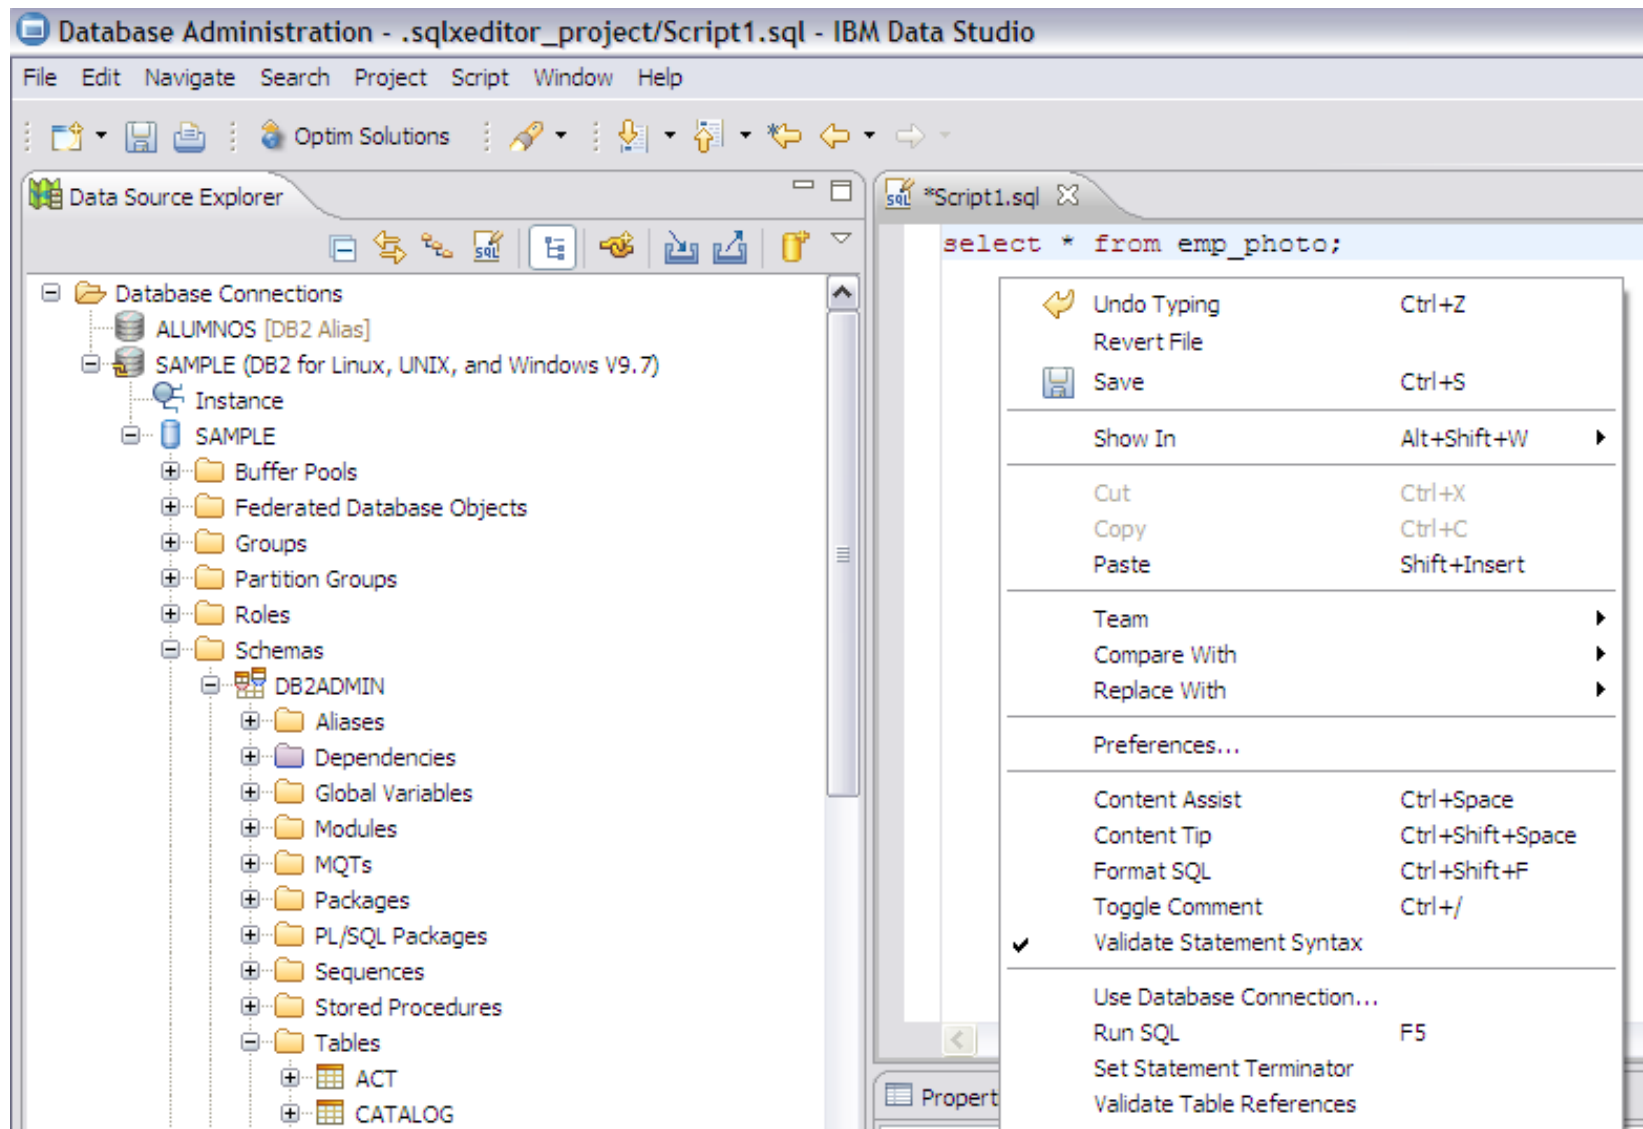 Database Administration - .sqlxeditor_project/Script1.sql - IBM Data Studio
File Edit Navigate Search Project Script Window Help
Optim Solutions
Data Source Explorer
SQL
Database Connections
ALUMNOS [DB2 Alias]
SAMPLE (DB2 for Linux, UNIX, and Windows V9.7)
Instance
SAMPLE
Buffer Pools
Federated Database Objects
Groups
Partition Groups
Roles
Schemas
DB2ADMIN
Aliases
Dependencies
Global Variables
Modules
MQTs
Packages
PL/SQL Packages
Sequences
Stored Procedures
Tables
ACT
CATALOG
SQL *Script1.sql
select * from emp_photo;
Undo Typing Ctrl+Z
Revert File
Save Ctrl+S
Show In Alt+Shift+W
Cut Ctrl+X
Copy Ctrl+C
Paste Shift+Insert
Team
Compare With
Replace With
Preferences...
Content Assist Ctrl+Space
Content Tip Ctrl+Shift+Space
Format SQL Ctrl+Shift+F
Toggle Comment Ctrl+/
Validate Statement Syntax
Use Database Connection...
Run SQL F5
Set Statement Terminator
Validate Table References
Propert